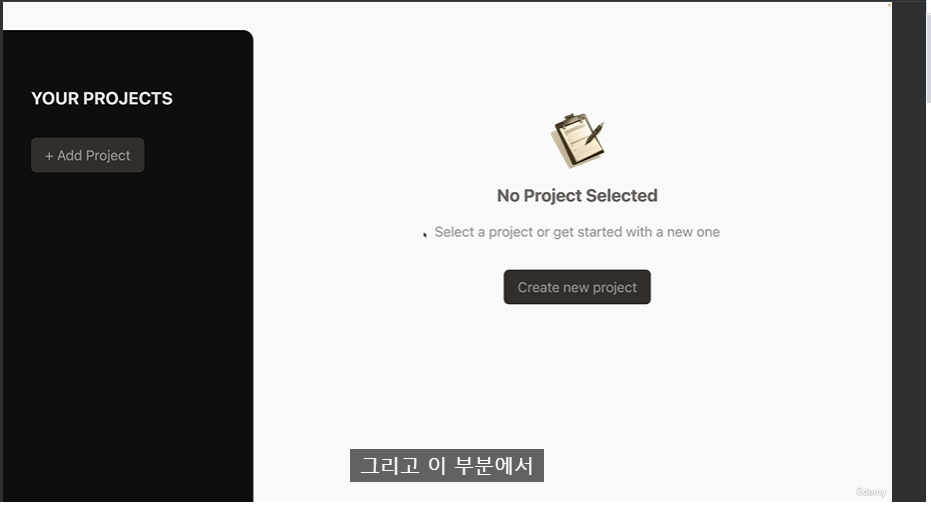 YOUR PROJECTS
+ Add Project
No Project Selected
Select a project or get started with a new one
Create new project
그리고 이 부분에서
Udemy